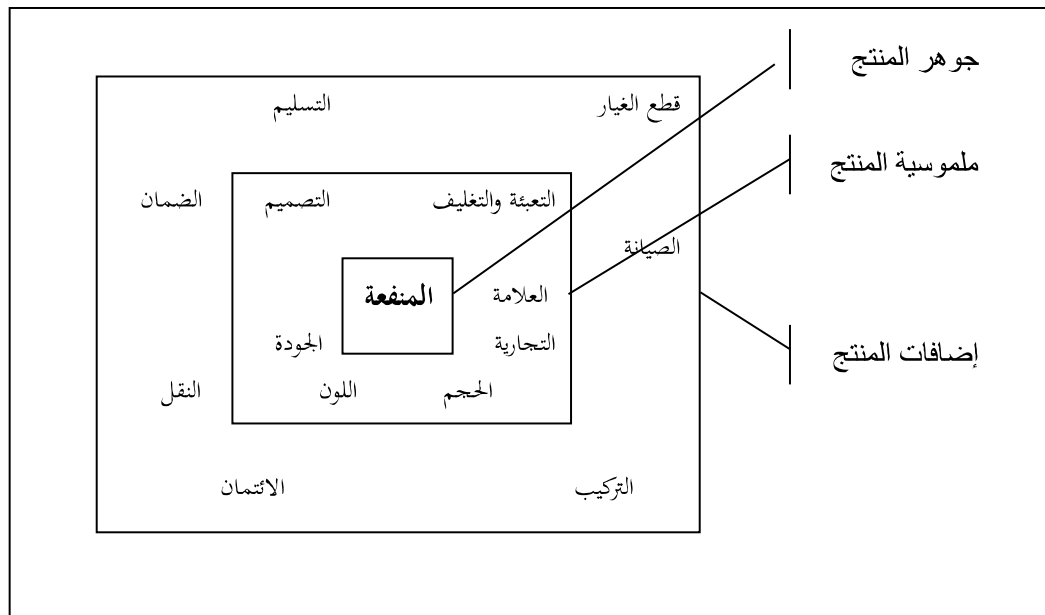 جوهر المنتج
قطع الغيار
التسليم
ملموسية المنتج
التعبئة والتغليف
التصميم
الضمان
الصيانة
العلامة
المنفعة
التجارية
الجودة
إضافات المنتج
الحجم
اللون
النقل
التركيب
الائتمان